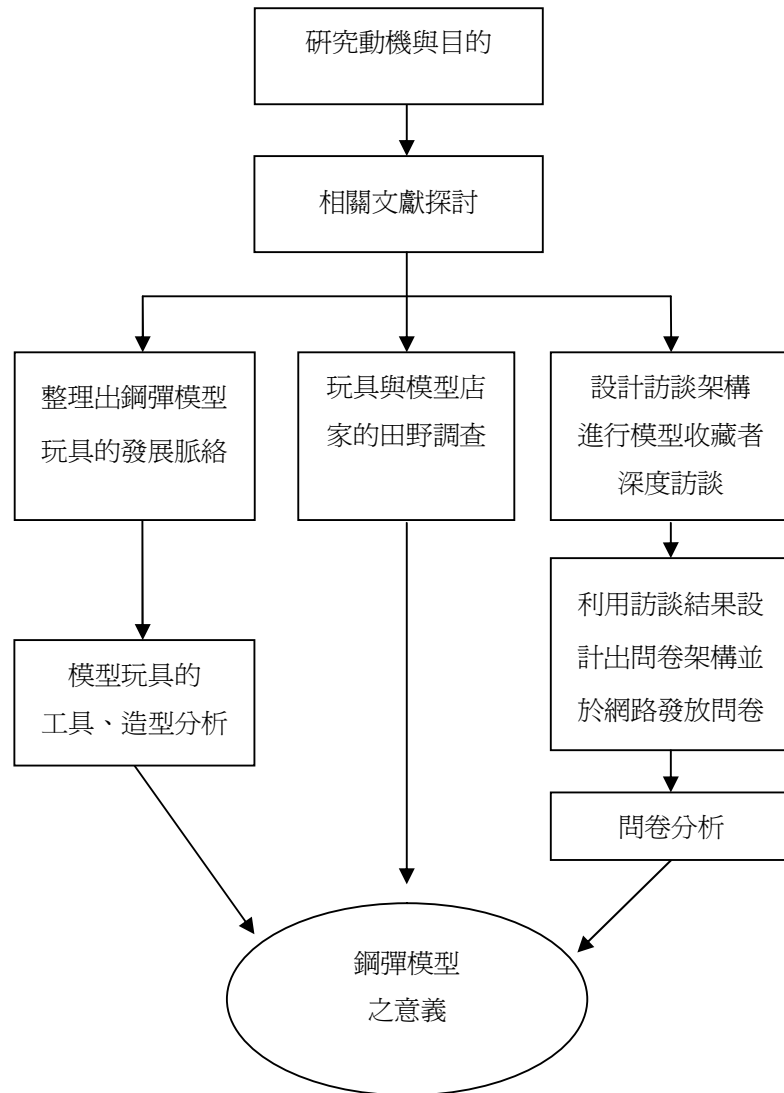 研究動機與目的
相關文獻探討
整理出鋼彈模型
玩具的發展脈絡
玩具與模型店
家的田野調查
設計訪談架構
進行模型收藏者
深度訪談
模型玩具的
工具、造型分析
利用訪談結果設
計出問卷架構並
於網路發放問卷
問卷分析
鋼彈模型
之意義